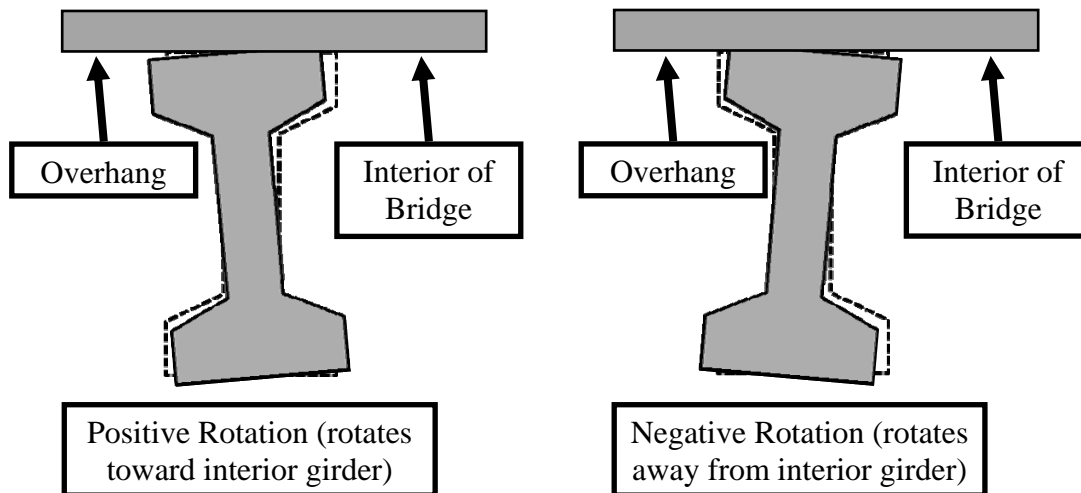 Overhang
Interior of
Bridge
Overhang
Interior of
Bridge
Positive Rotation (rotates
toward interior girder)
Negative Rotation (rotates
away from interior girder)